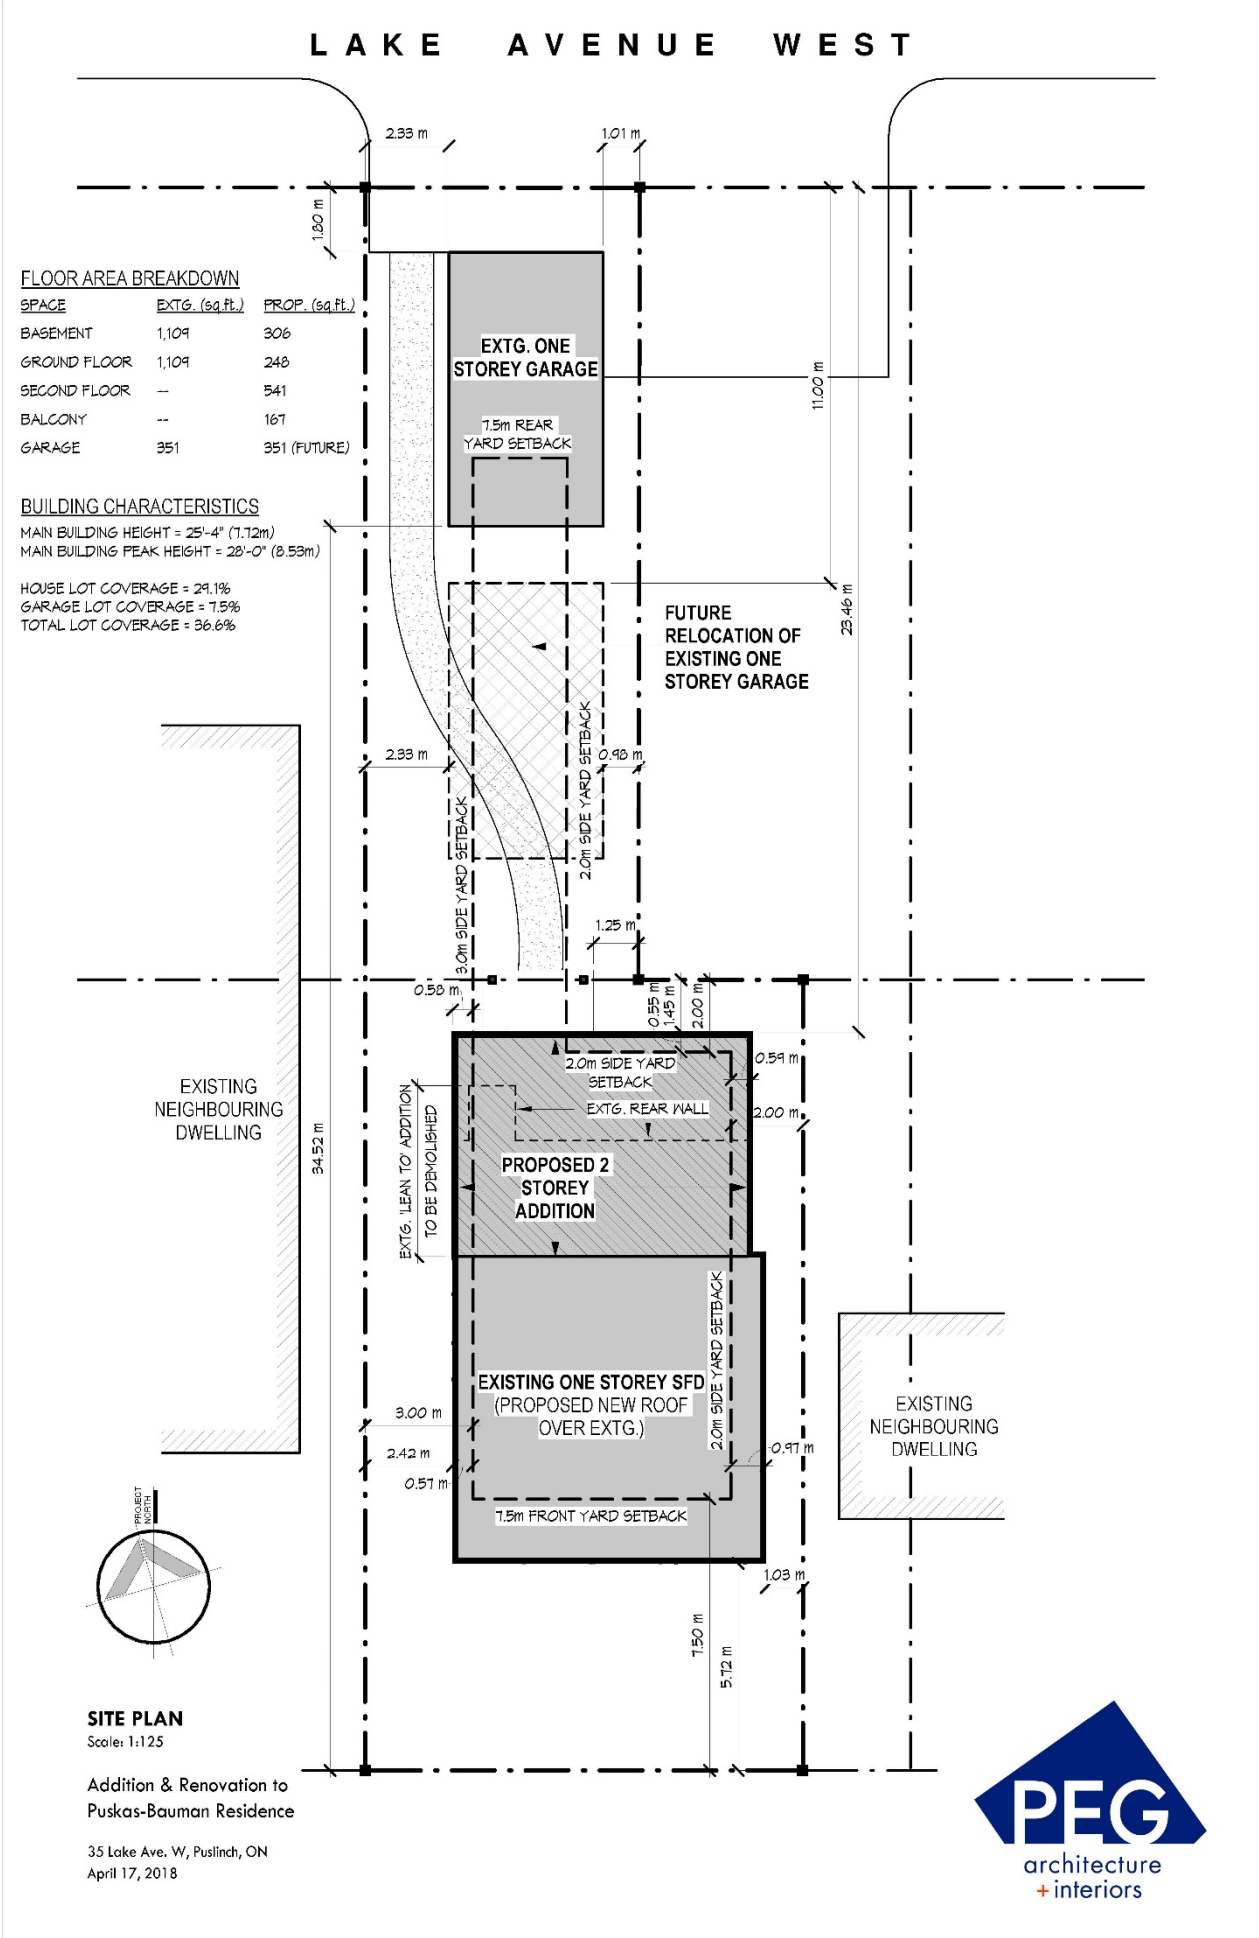 LAKE AVENUE WEST
2.33 m
1.01 m
1.80 m
FLOOR AREA BREAKDOWN
SPACE EXTG. (sq.ft.) PROP. (sq.ft.)
BASEMENT 1,109 306
GROUND FLOOR 1,109 248
SECOND FLOOR -- 541
BALCONY -- 167
GARAGE 351 351 (FUTURE)
EXTG. ONE
STOREY GARAGE
7.5m REAR
YARD SETBACK
11.00 m
BUILDING CHARACTERISTICS
MAIN BUILDING HEIGHT = 25'-4" (7.72m)
MAIN BUILDING PEAK HEIGHT = 28'-0" (8.53m)
HOUSE LOT COVERAGE = 29.1%
GARAGE LOT COVERAGE = 7.5%
TOTAL LOT COVERAGE = 36.6%
23.46 m
FUTURE
RELOCATION OF
EXISTING ONE
STOREY GARAGE
2.33 m
0.98 m
2.0m SIDE YARD SETBACK
3.0m SIDE YARD SETBACK
1.25 m
0.58 m
0.55 m
1.45 m
2.00 m
2.0m SIDE YARD
SETBACK
0.59 m
EXTG. REAR WALL
2.00 m
EXISTING
NEIGHBOURING
DWELLING
34.52 m
EXTG. 'LEAN TO' ADDITION
TO BE DEMOLISHED
PROPOSED 2
STOREY
ADDITION
2.0m SIDE YARD SETBACK
EXISTING ONE STOREY SFD
(PROPOSED NEW ROOF
OVER EXTG.)
3.00 m
2.42 m
0.57 m
0.97 m
EXISTING
NEIGHBOURING
DWELLING
7.5m FRONT YARD SETBACK
1.03 m
7.50 m
5.72 m
PROJECT
NORTH
SITE PLAN
Scale: 1:125
Addition & Renovation to
Puskas-Bauman Residence
35 Lake Ave. W, Puslinch, ON
April 17, 2018
PEG
architecture
+ interiors